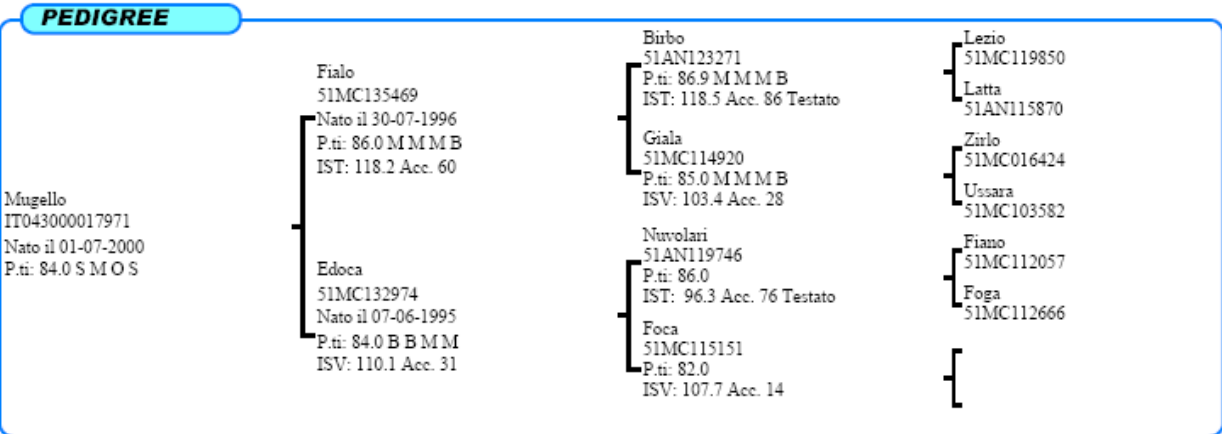 PEDIGREE
Mugello
IT043000017971
Nato il 01-07-2000
P.ti: 84.0 S M O S
Fialo
51MC135469
Nato il 30-07-1996
P.ti: 86.0 M M M B
IST: 118.2 Acc. 60
Edoca
51MC132974
Nato il 07-06-1995
P.ti: 84.0 B B M M
ISV: 110.1 Acc. 31
Birbo
51AN123271
P.ti: 86.9 M M M B
IST: 118.5 Acc. 86 Testato
Giala
51MC114920
P.ti: 85.0 M M M B
ISV: 103.4 Acc. 28
Nuvolari
51AN119746
P.ti: 86.0
IST: 96.3 Acc. 76 Testato
Foca
51MC115151
P.ti: 82.0
ISV: 107.7 Acc. 14
Lezio
51MC119850
Latta
51AN115870
Zirlo
51MC016424
Ussara
51MC103582
Fiano
51MC112057
Foga
51MC112666